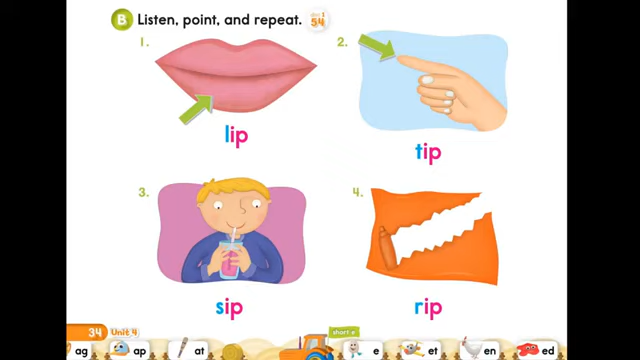 B Listen, point, and repeat. 54
1.
2.
lip
tip
3.
4.
sip
rip
34 Unit 4
short e
ag
ap
at
e
et
en
ed